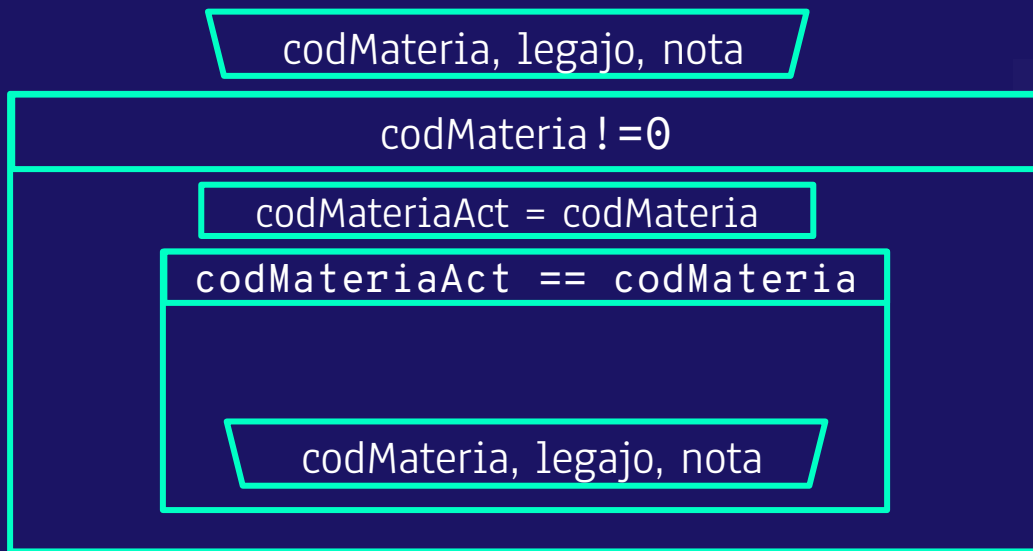 codMateria, legajo, nota
codMateria!=0
codMateriaAct = codMateria
codMateriaAct == codMateria
codMateria, legajo, nota